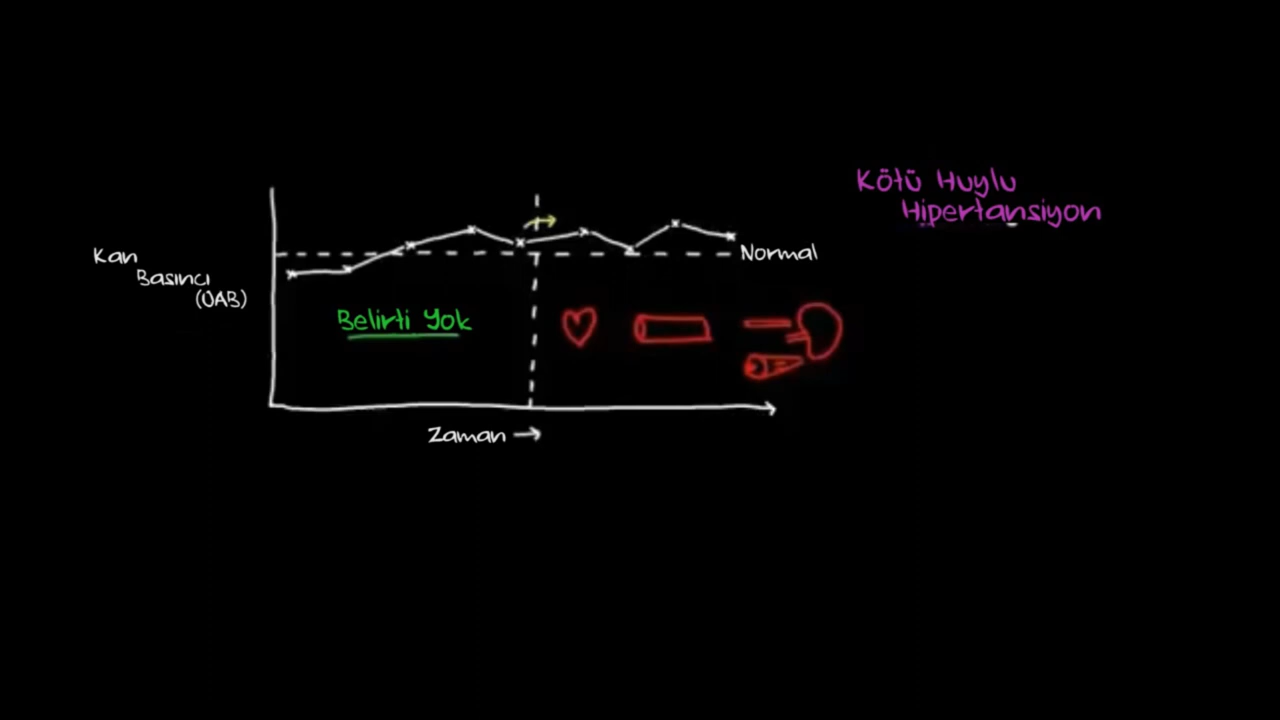 Kötü Huylu
Hipertansiyon
Kan
Basıncı
(OAB)
Normal
Belirti Yok
Zaman →